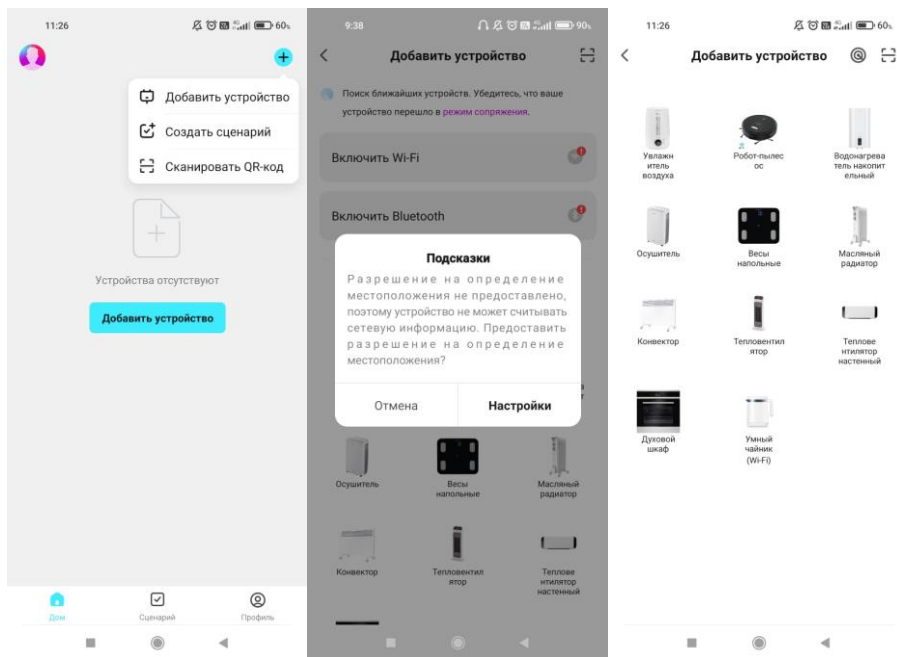 11:26
60%
Добавить устройство
Создать сценарий
Сканировать QR-код
Устройства отсутствуют
Добавить устройство
Дом
Сценарий
Профиль
9:38
90%
Добавить устройство
Поиск ближайших устройств. Убедитесь, что ваше
устройство перешло в режим сопряжения.
Включить Wi-Fi
Включить Bluetooth
Подсказки
Разрешение на определение
местоположения не предоставлено,
поэтому устройство не может считывать
сетевую информацию. Предоставить
разрешение на определение
местоположения?
Отмена
Настройки
Осушитель
Весы
напольные
Масляный
радиатор
Конвектор
Тепловентил
ятор
Теплове
нтилятор
настенный
11:26
60%
Добавить устройство
Увлажн
итель
воздуха
Робот-пылес
ос
Водонагрева
тель накопит
ельный
Осушитель
Весы
напольные
Масляный
радиатор
Конвектор
Тепловентил
ятор
Теплове
нтилятор
настенный
Духовой
шкаф
Умный
чайник
(Wi-Fi)